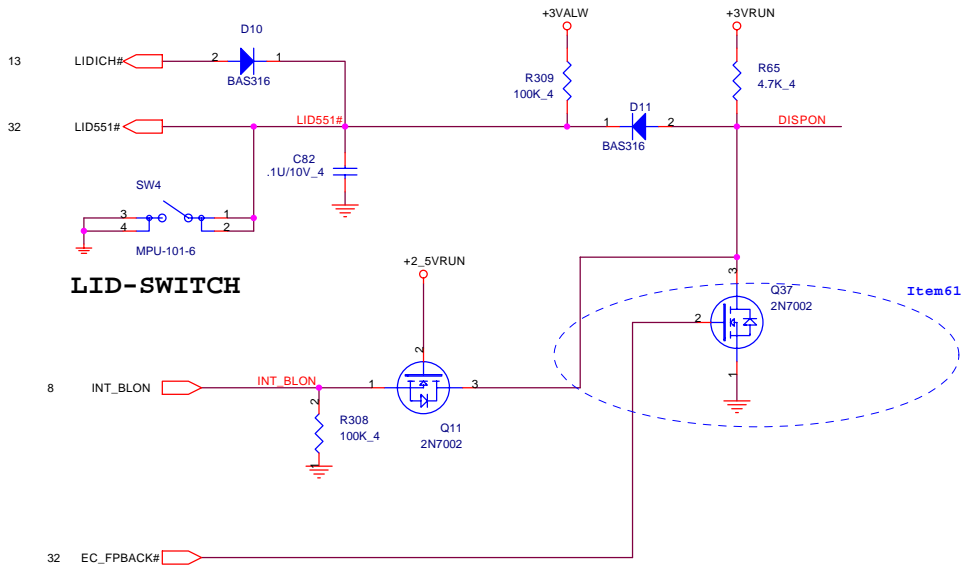 +3VALW
+3VRUN
D10
13
LIDICH#
2
1
BAS316
R309
100K_4
R65
4.7K_4
32
LID551#
LID551#
D11
1
2
BAS316
DISPON
C82
.1U/10V_4
SW4
3
1
4
2
MPU-101-6
LID-SWITCH
+2_5VRUN
3
Q37
2N7002
Item61
2
2
1
8
INT_BLON
INT_BLON
1
3
2
R308
100K_4
Q11
2N7002
1
32
EC_FPBACK#